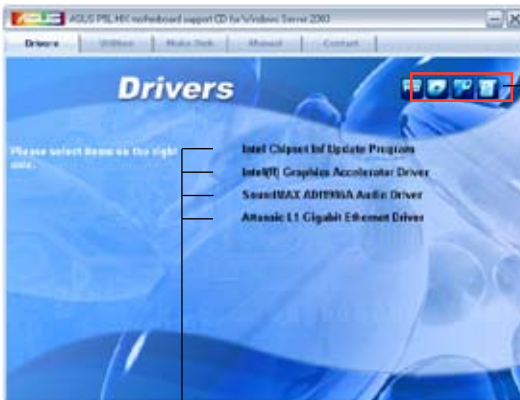 ASUS P5L-MX motherboard support CD for Windows Server 2003
Drivers Utilities Make Disk Manual Contact
Drivers
Please select items on the right side.
Intel Chipset Inf Update Program
Intel(R) Graphics Accelerator Driver
SoundMAX ADI1986A Audio Driver
Attansic L1 Gigabit Ethernet Driver